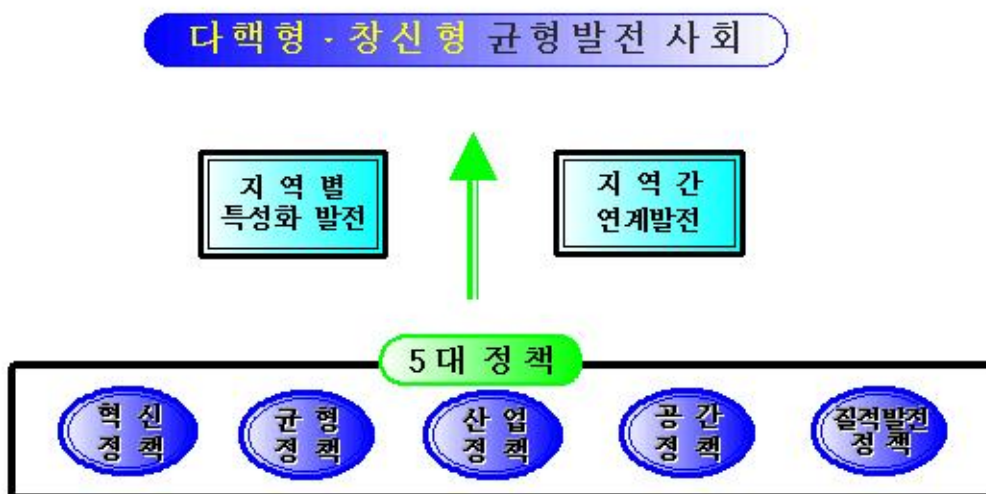 다핵형·창신형 균형발전 사회
지역별
특성화 발전
지역간
연계발전
5대 정책
혁신
정책
균형
정책
산업
정책
공간
정책
질적발전
정책